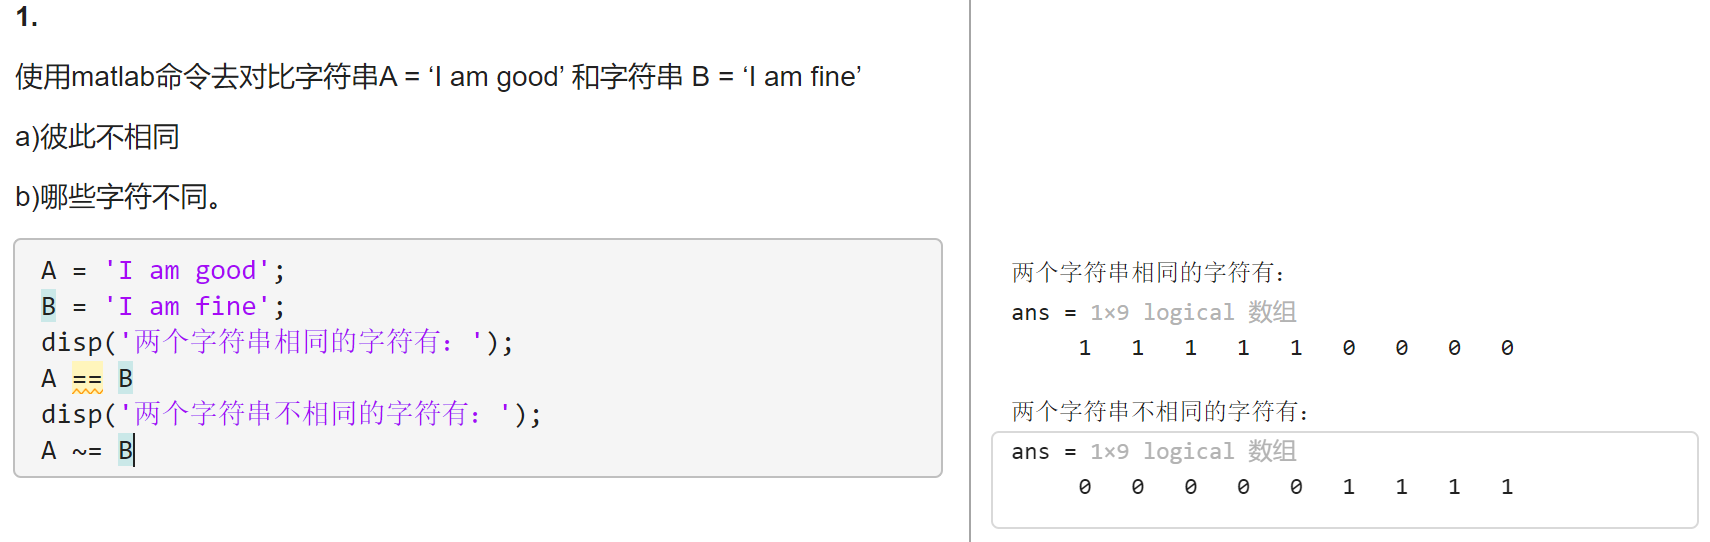 1.
使用matlab命令去对比字符串A = ‘I am good’ 和字符串 B = ‘I am fine’
a)彼此不相同
b)哪些字符不同。
A = 'I am good';
B = 'I am fine';
disp('两个字符串相同的字符有：');
A == B
disp('两个字符串不相同的字符有：');
A ~= B
两个字符串相同的字符有：
ans = 1×9 logical 数组
1 1 1 1 1 0 0 0 0
两个字符串不相同的字符有：
ans = 1×9 logical 数组
0 0 0 0 0 1 1 1 1